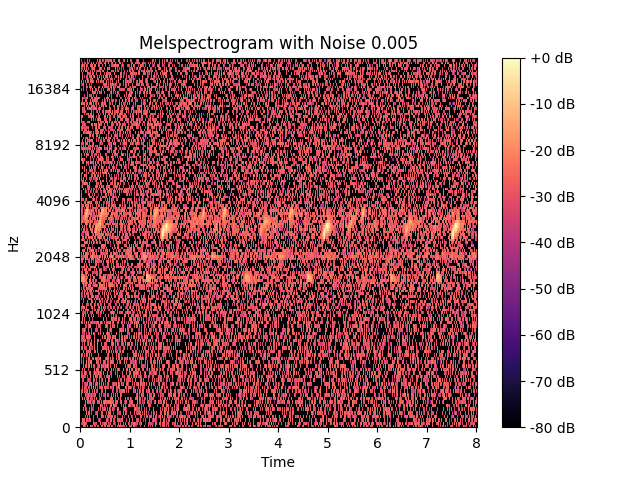 Melspectrogram with Noise 0.005
Hz
16384
8192
4096
2048
1024
512
0
0 1 2 3 4 5 6 7 8
Time
+0 dB
-10 dB
-20 dB
-30 dB
-40 dB
-50 dB
-60 dB
-70 dB
-80 dB